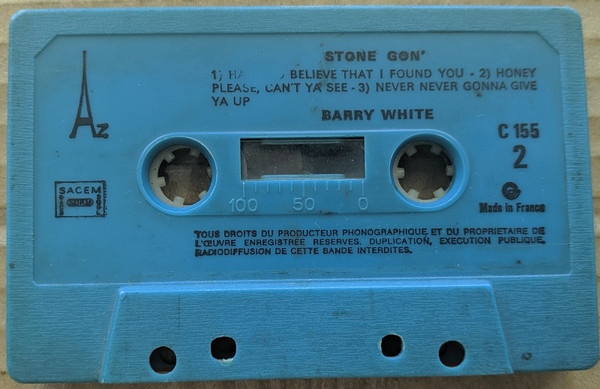 STONE GON'
1) BELIEVE THAT I FOUND YOU - 2) HONEY
PLEASE, CAN'T YA SEE - 3) NEVER NEVER GONNA GIVE
YA UP
BARRY WHITE
Az
C 155
2
SACEM
100 50 0
Made in France
TOUS DROITS DU PRODUCTEUR PHONOGRAPHIQUE ET DU PROPRIETAIRE DE
L'ŒUVRE ENREGISTRÉE RESERVES. DUPLICATION, EXECUTION PUBLIQUE,
RADIODIFFUSION DE CETTE BANDE INTERDITES.